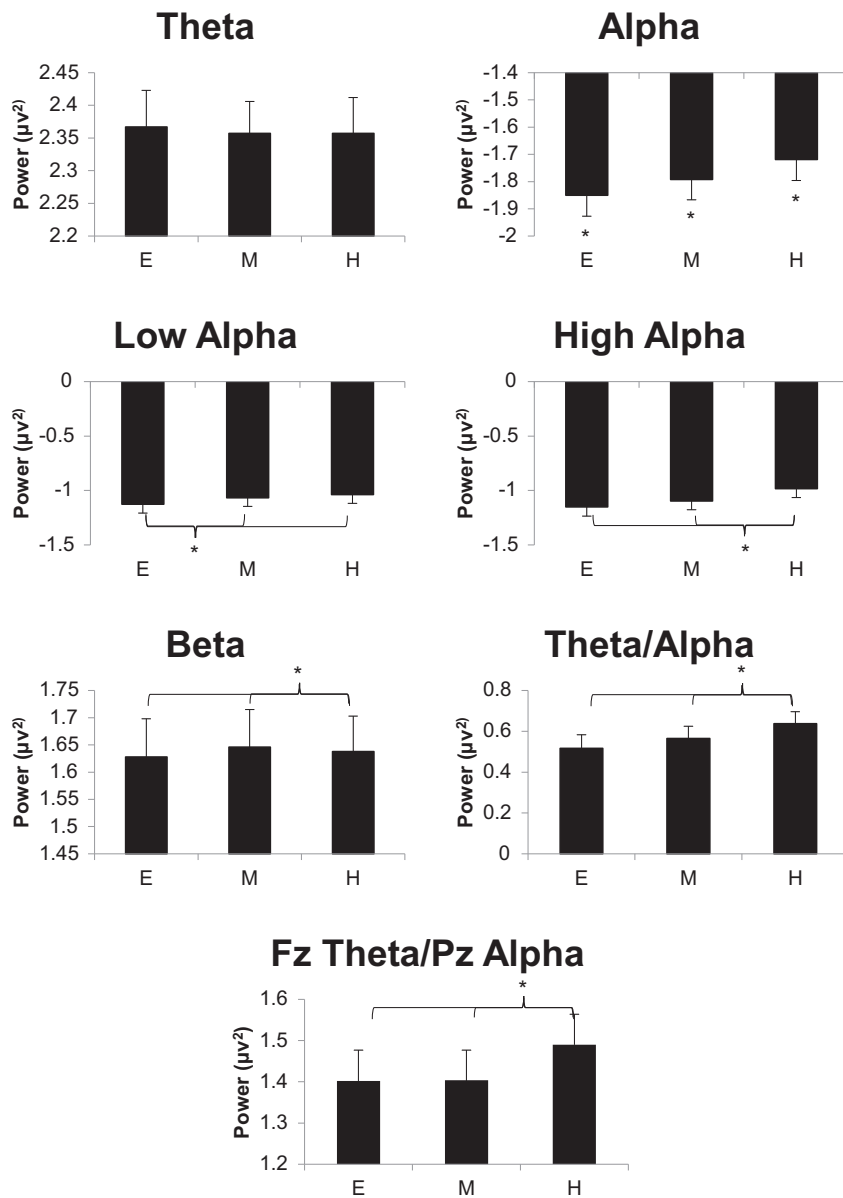 Theta
Power (µv²)
2.45
2.4
2.35
2.3
2.25
2.2
E M H
Alpha
Power (µv²)
-1.4
-1.5
-1.6
-1.7
-1.8
-1.9
-2
* * *
E M H
Low Alpha
Power (µv²)
0
-0.5
-1
-1.5
*
E M H
High Alpha
Power (µv²)
0
-0.5
-1
-1.5
*
E M H
Beta
Power (µv²)
*
1.75
1.7
1.65
1.6
1.55
1.5
1.45
E M H
Theta/Alpha
Power (µv²)
*
0.8
0.6
0.4
0.2
0
E M H
Fz Theta/Pz Alpha
Power (µv²)
*
1.6
1.5
1.4
1.3
1.2
E M H